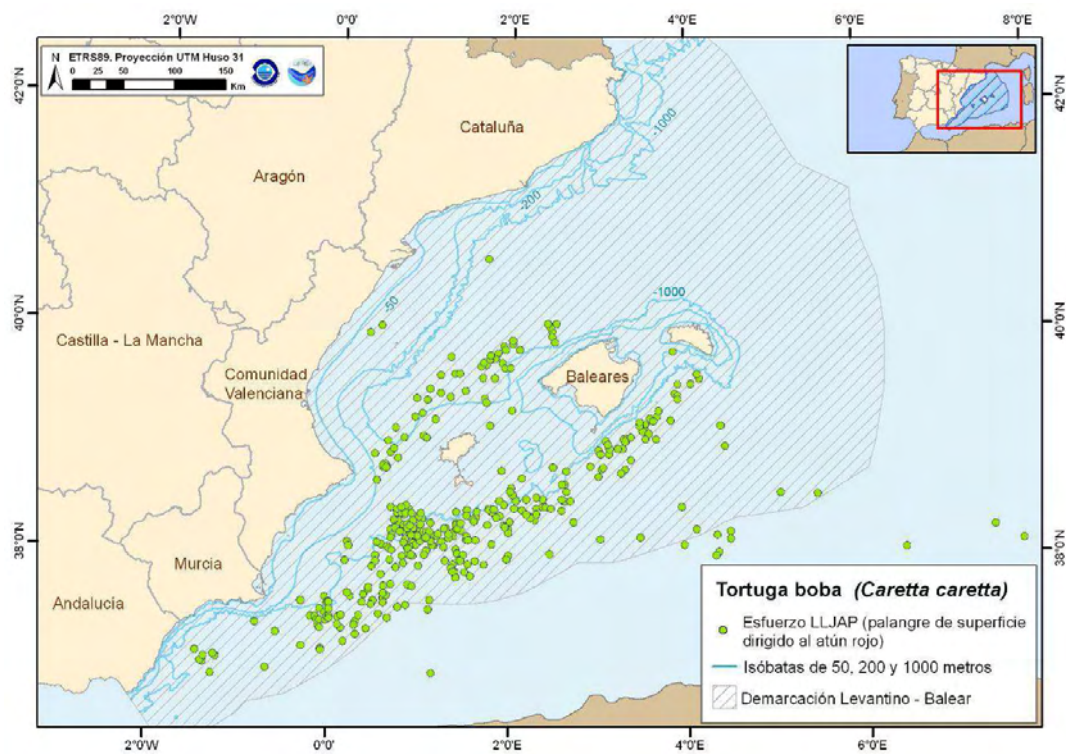 2°0'W 0°0' 2°0'E 4°0'E 6°0'E 8°0'E
N ETRS89. Proyección UTM Huso 31
0 25 50 100 150
Km
42°0'N
42°0'N
Cataluña
-1000
Aragón
-200
-50
-1000
40°0'N
40°0'N
Castilla - La Mancha
Comunidad
Valenciana
Baleares
38°0'N
38°0'N
Murcia
Andalucía
Tortuga boba (Caretta caretta)
Esfuerzo LLJAP (palangre de superficie
dirigido al atún rojo)
Isóbatas de 50, 200 y 1000 metros
Demarcación Levantino - Balear
2°0'W 0°0' 2°0'E 4°0'E 6°0'E